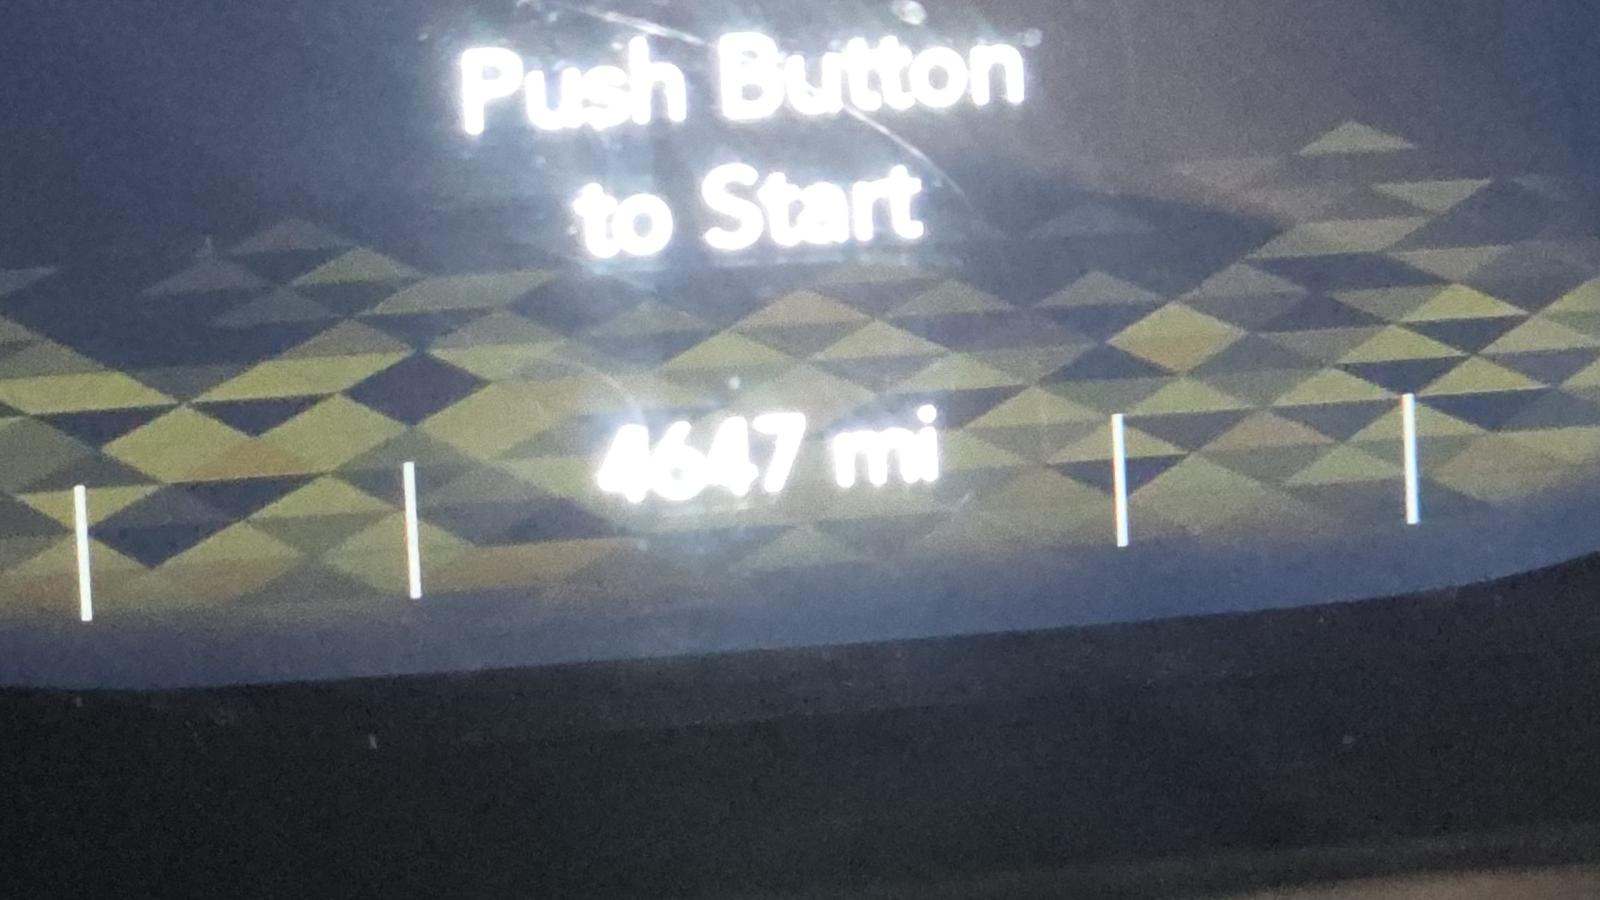 Push Button
to Start
4647 mi